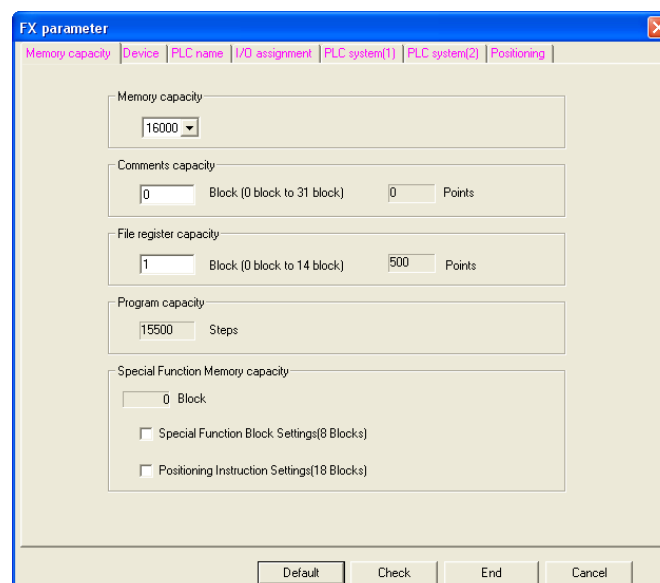 FX parameter
Memory capacity Device PLC name I/O assignment PLC system(1) PLC system(2) Positioning
Memory capacity
16000
Comments capacity
0 Block (0 block to 31 block) 0 Points
File register capacity
1 Block (0 block to 14 block) 500 Points
Program capacity
15500 Steps
Special Function Memory capacity
0 Block
Special Function Block Settings(8 Blocks)
Positioning Instruction Settings(18 Blocks)
Default Check End Cancel